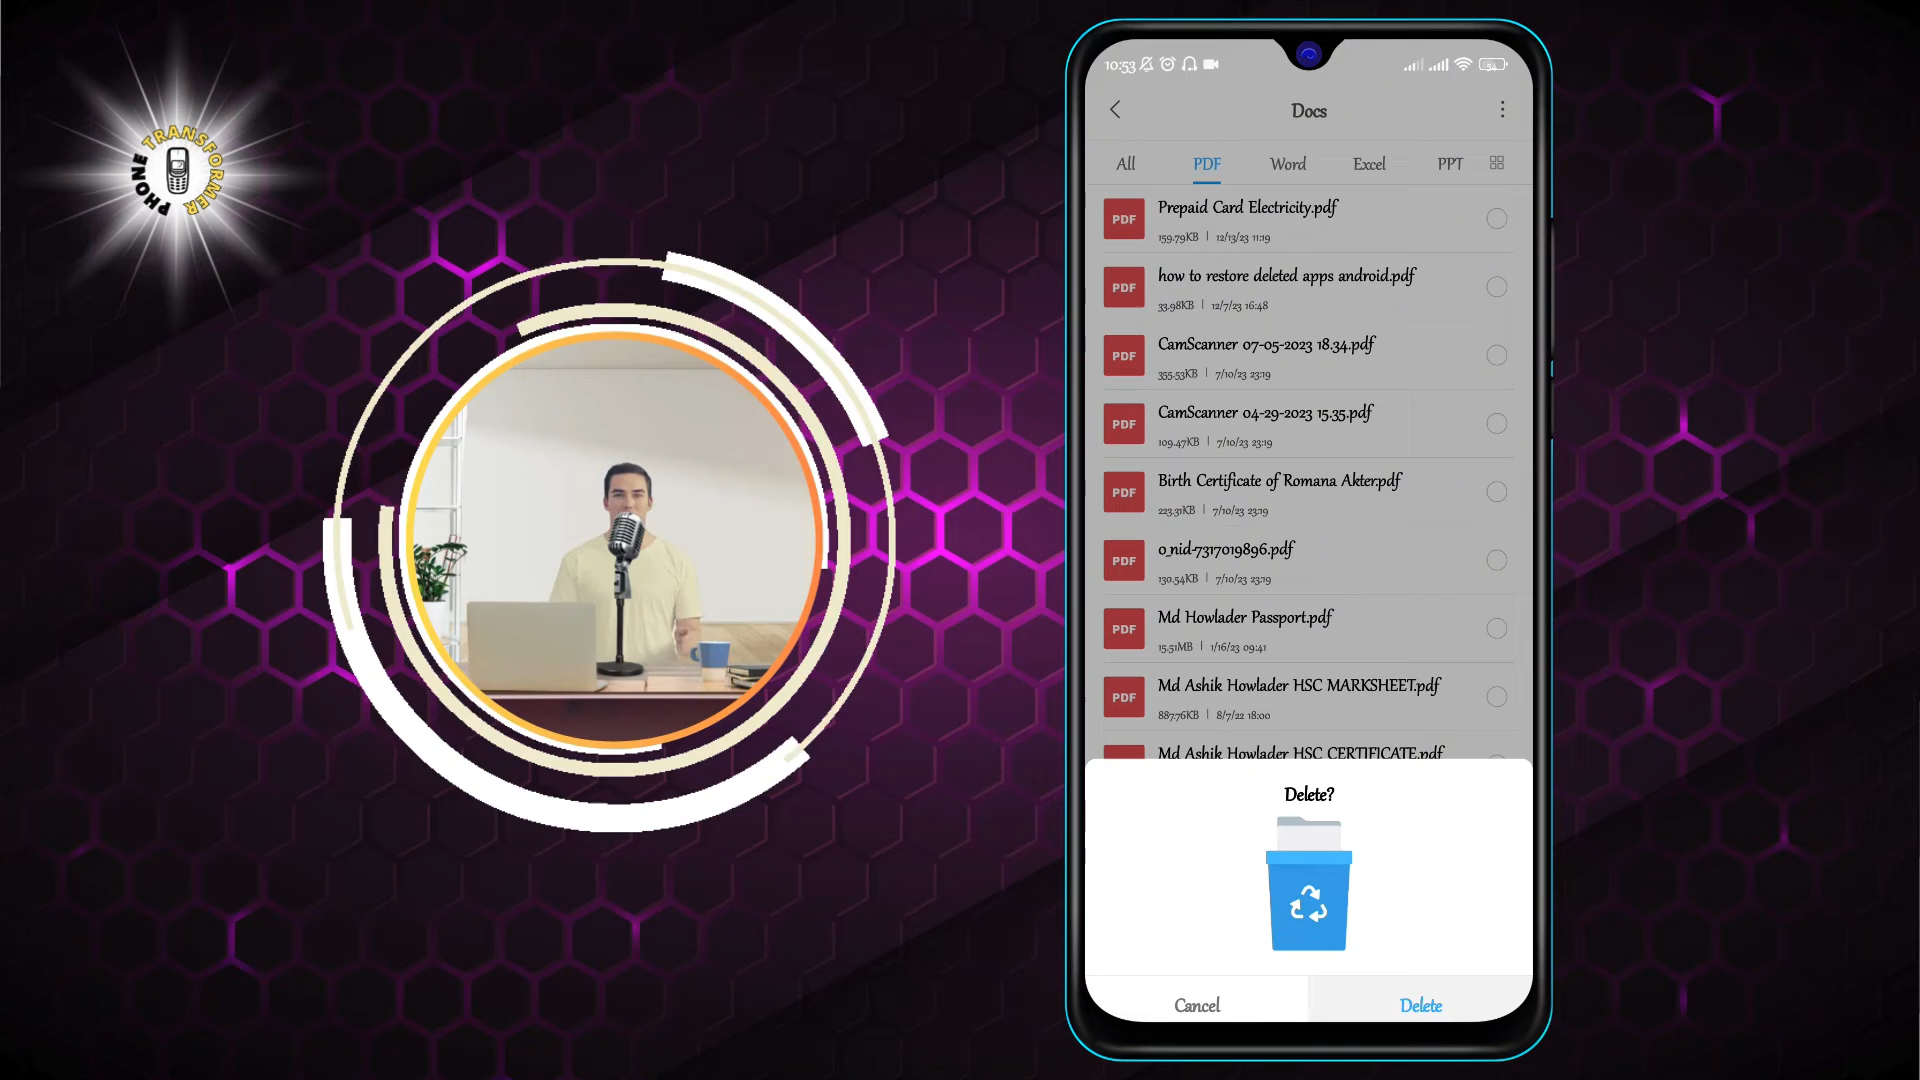 PHONE TRANSFORMER
10:53
54
Docs
All PDF Word Excel PPT
PDF Prepaid Card Electricity.pdf
159.79KB | 12/13/23 11:19
PDF how to restore deleted apps android.pdf
33.98KB | 12/7/23 16:48
PDF CamScanner 07-05-2023 18.34.pdf
355.53KB | 7/10/23 23:19
PDF CamScanner 04-29-2023 15.35.pdf
109.47KB | 7/10/23 23:19
PDF Birth Certificate of Romana Akter.pdf
223.31KB | 7/10/23 23:19
PDF 0_nid-7317019896.pdf
130.54KB | 7/10/23 23:19
PDF Md Howlader Passport.pdf
15.51MB | 1/16/23 09:41
PDF Md Ashik Howlader HSC MARKSHEET.pdf
887.76KB | 8/7/22 18:00
Md Ashik Howlader HSC CERTIFICATE.pdf
Delete?
Cancel Delete